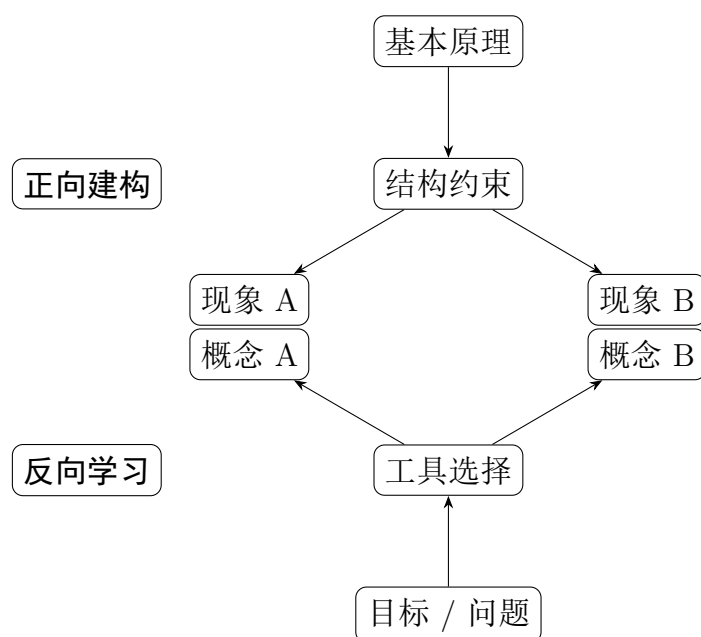 基本原理
正向建构
结构约束
现象 A
现象 B
概念 A
概念 B
反向学习
工具选择
目标 / 问题